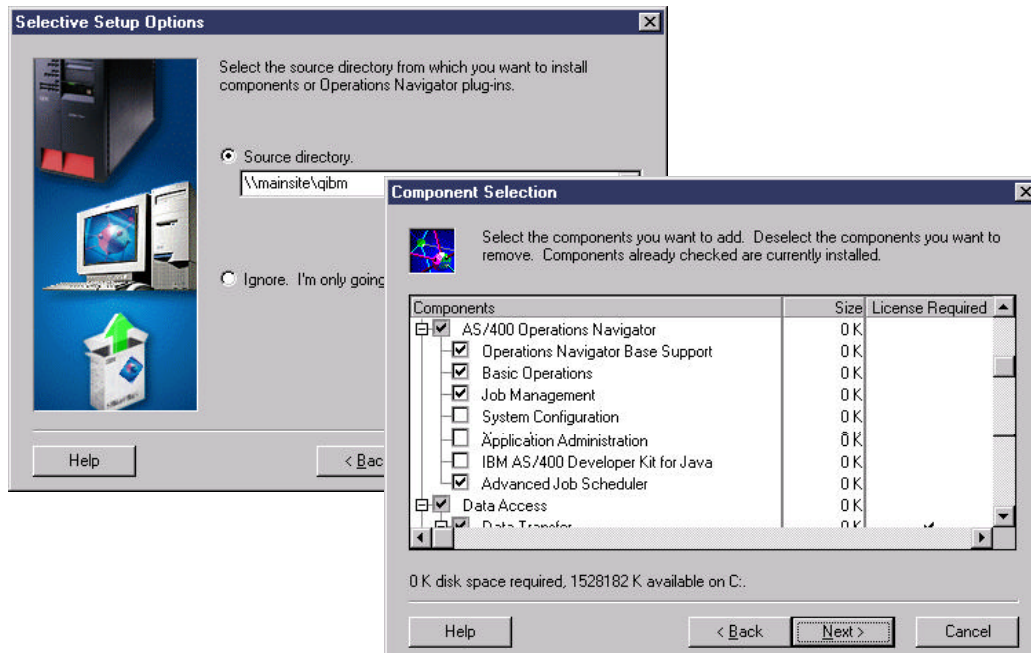 Selective Setup Options
Select the source directory from which you want to install
components or Operations Navigator plug-ins.
Source directory.
\\mainsite\qibm
Ignore. I'm only going
Help
< Bac
Component Selection
Select the components you want to add. Deselect the components you want to
remove. Components already checked are currently installed.
Components Size License Required
AS/400 Operations Navigator 0 K
Operations Navigator Base Support 0 K
Basic Operations 0 K
Job Management 0 K
System Configuration 0 K
Application Administration 0 K
IBM AS/400 Developer Kit for Java 0 K
Advanced Job Scheduler 0 K
Data Access 0 K
Data Transfer 0 K
0 K disk space required, 1528182 K available on C:.
Help < Back Next > Cancel